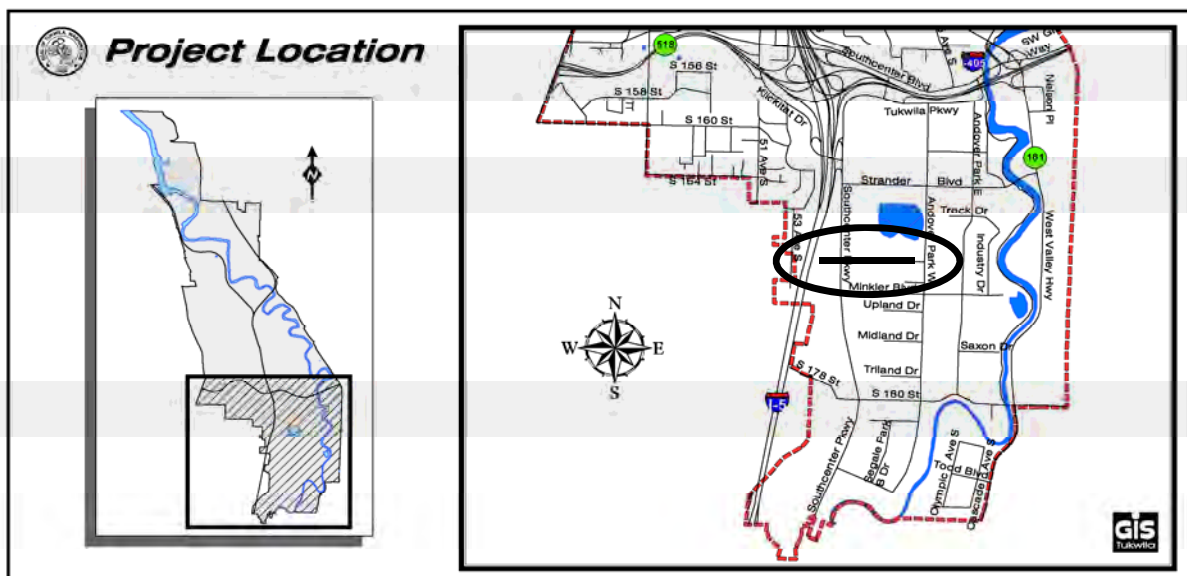 Project Location
N
518
S 156 St
S 158 St
S 160 St
S 164 St
51 Ave S
53 Ave S
Klickitat Dr
Southcenter Blvd
Ave S
I-405
SW
Way
Nelson Pl
Tukwila Pkwy
Andover Park E
181
Strander Blvd
Southcenter Pkwy
Andover Park W
Track Dr
Industry Dr
West Valley Hwy
Minkler Blvd
Upland Dr
Midland Dr
Saxon Dr
Triland Dr
S 178 St
S 180 St
I-5
Southcenter Pkwy
Segale Park
B Dr
Olympic Ave S
Todd Blvd
Cascade Ave S
N
W
E
S
GIS
Tukwila